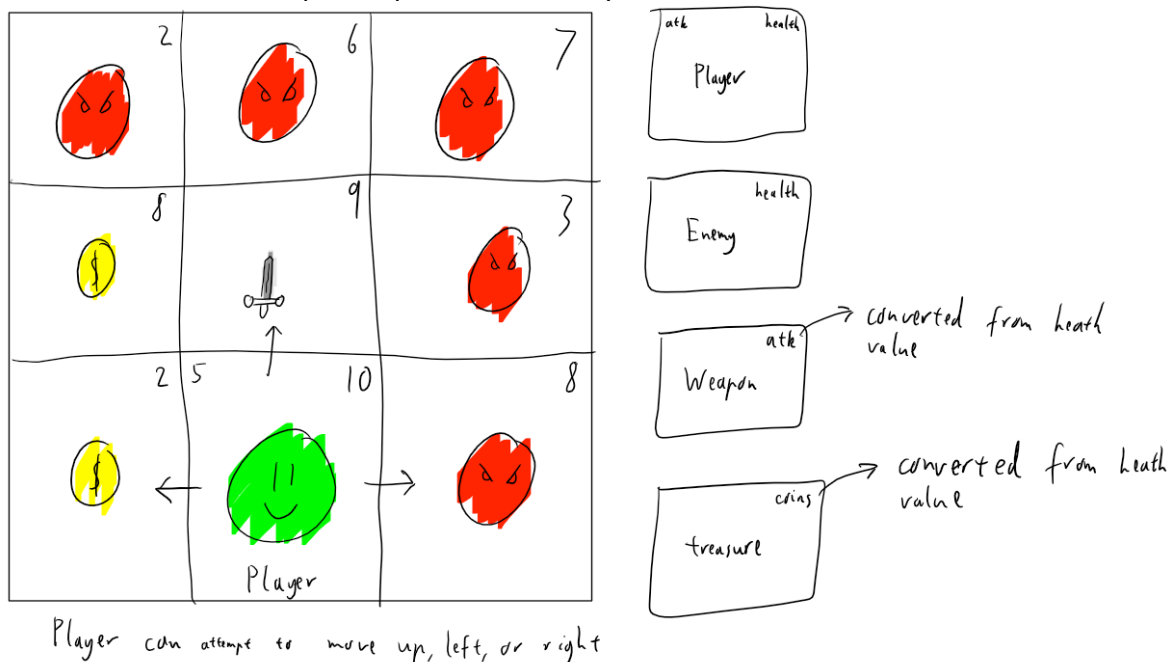 2 6 7
8 9 3
2 5 10 8
$
$
Player
Player can attempt to move up, left, or right
atk health
Player
health
Enemy
atk
Weapon
converted from heath
value
coins
treasure
converted from heath
value